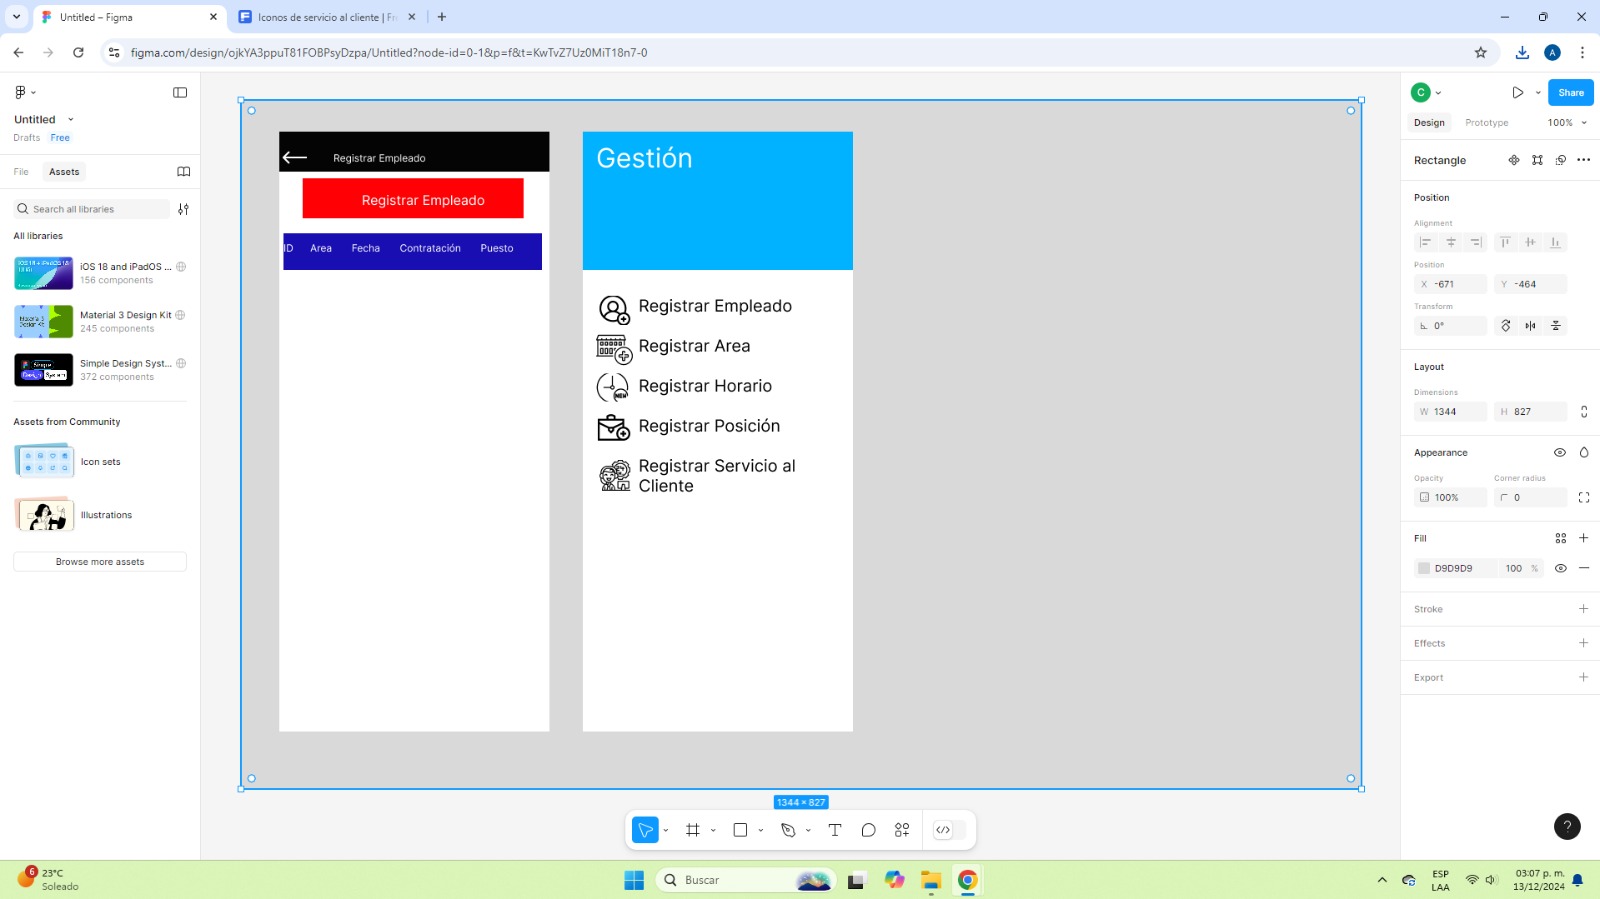 Untitled – Figma
Iconos de servicio al cliente | Fr
figma.com/design/ojkYA3ppuT81FOBPsyDzpa/Untitled?node-id=0-1&p=f&t=KwTvZ7Uz0MiT18n7-0
A
Untitled
Drafts Free
File Assets
Search all libraries
All libraries
iOS 18 and iPadOS ...
156 components
Material 3 Design Kit
245 components
Simple Design Syst...
372 components
Assets from Community
Icon sets
Illustrations
Browse more assets
Registrar Empleado
Registrar Empleado
ID Area Fecha Contratación Puesto
Gestión
Registrar Empleado
Registrar Area
NEW
Registrar Horario
Registrar Posición
Registrar Servicio al
Cliente
1344 × 827
C
Share
Design Prototype 100%
Rectangle
Position
Alignment
Position
X -671 Y -464
Transform
0°
Layout
Dimensions
W 1344 H 827
Appearance
Opacity Corner radius
100% 0
Fill
D9D9D9 100 %
Stroke
Effects
Export
?
6
23°C
Soleado
Buscar
ESP
LAA
03:07 p. m.
13/12/2024